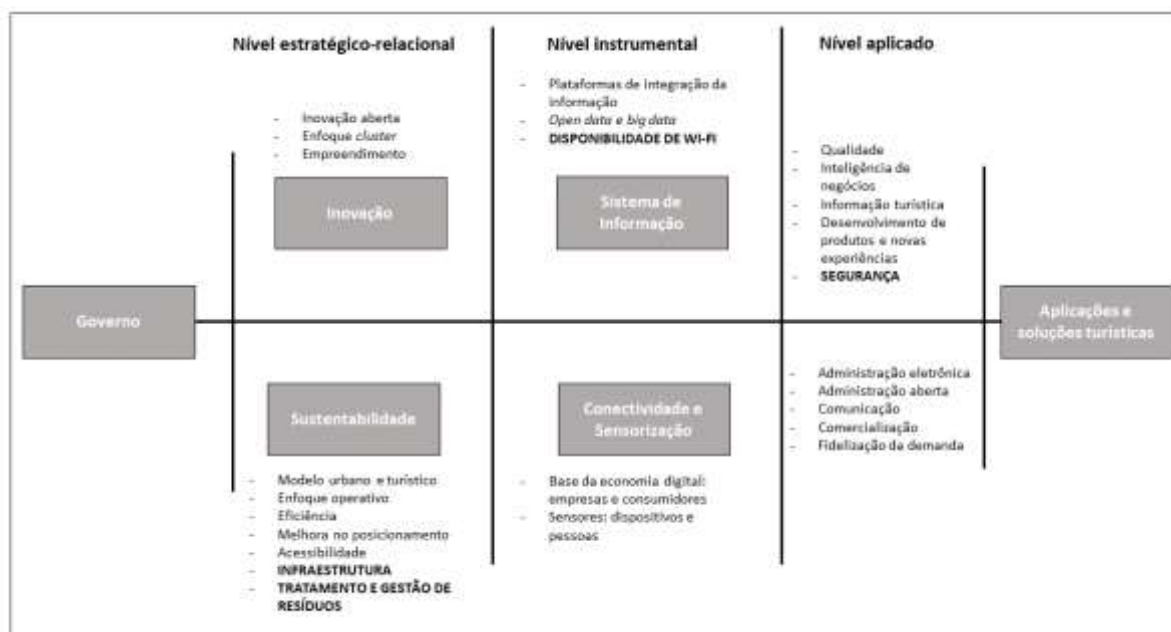 Nível estratégico-relacional
Nível instrumental
Nível aplicado
- Inovação aberta
- Enfoque cluster
- Empreendimento
Inovação
- Plataformas de integração da
informação
- Open data e big data
- DISPONIBILIDADE DE WI-FI
Sistema de
Informação
- Qualidade
- Inteligência de
negócios
- Informação turística
- Desenvolvimento de
produtos e novas
experiências
- SEGURANÇA
Governo
Aplicações e
soluções turísticas
Sustentabilidade
- Modelo urbano e turístico
- Enfoque operativo
- Eficiência
- Melhora no posicionamento
- Acessibilidade
- INFRAESTRUTURA
- TRATAMENTO E GESTÃO DE
RESÍDUOS
Conectividade e
Sensorização
- Base da economia digital:
empresas e consumidores
- Sensores: dispositivos e
pessoas
- Administração eletrônica
- Administração aberta
- Comunicação
- Comercialização
- Fidelização da demanda